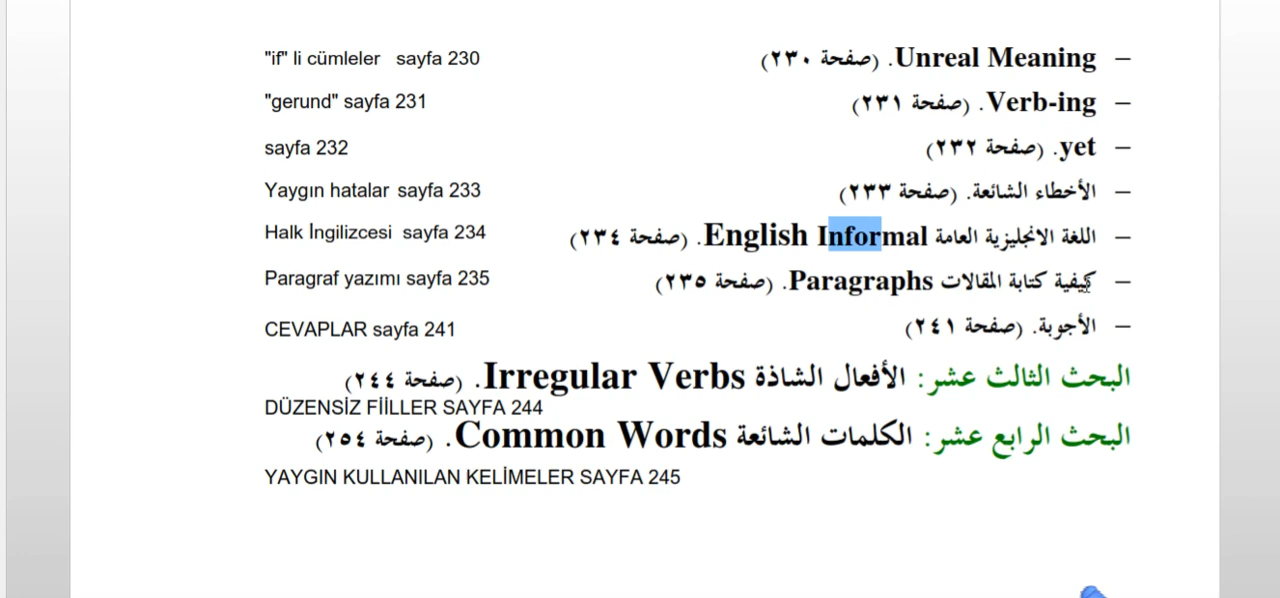 "if" li cümleler sayfa 230
– Unreal Meaning. (صفحة ٢٣٠)
"gerund" sayfa 231
– Verb-ing. (صفحة ٢٣١)
sayfa 232
– yet. (صفحة ٢٣٢)
Yaygın hatalar sayfa 233
– الأخطاء الشائعة. (صفحة ٢٣٣)
Halk İngilizcesi sayfa 234
– اللغة الانجليزية العامة English Informal. (صفحة ٢٣٤)
Paragraf yazımı sayfa 235
– كيفية كتابة المقالات Paragraphs. (صفحة ٢٣٥)
CEVAPLAR sayfa 241
– الأجوبة. (صفحة ٢٤١)
البحث الثالث عشر: الأفعال الشاذة Irregular Verbs. (صفحة ٢٤٤)
DÜZENSİZ FİİLLER SAYFA 244
البحث الرابع عشر: الكلمات الشائعة Common Words. (صفحة ٢٥٤)
YAYGIN KULLANILAN KELİMELER SAYFA 245